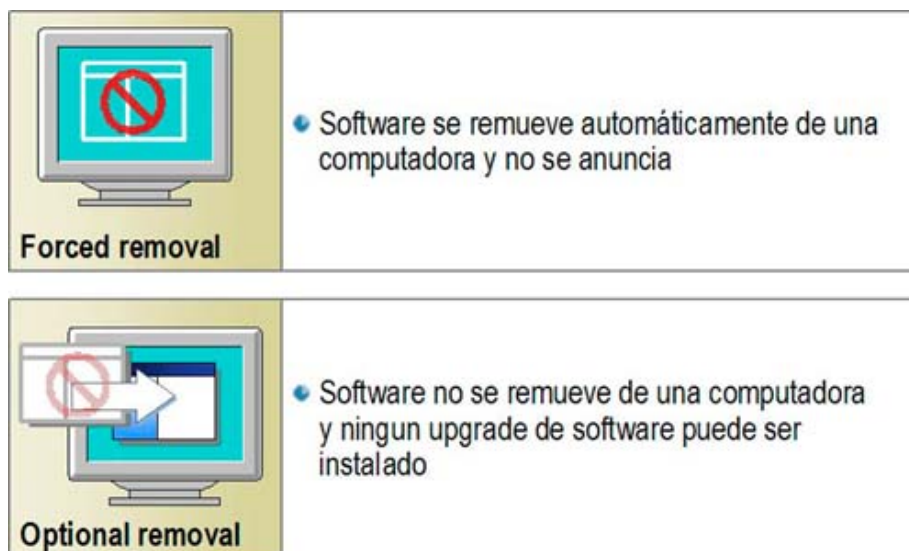 Software se remueve automáticamente de una
computadora y no se anuncia
Forced removal
Software no se remueve de una computadora
y ningun upgrade de software puede ser
instalado
Optional removal